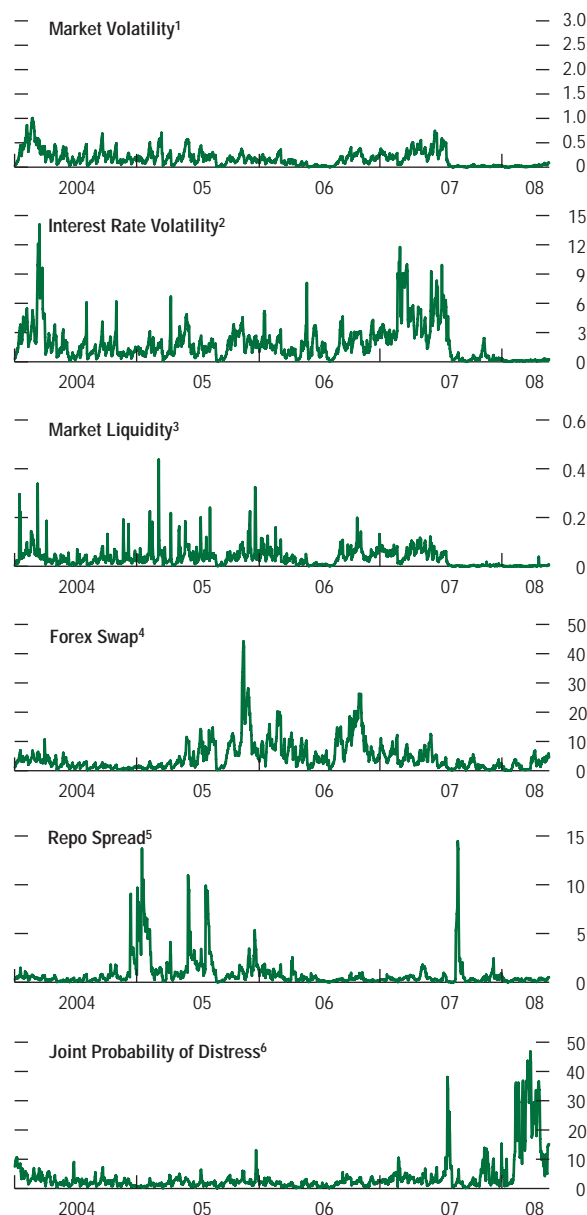 Market Volatility¹
3.0
2.5
2.0
1.5
1.0
0.5
0
2004 05 06 07 08
Interest Rate Volatility²
15
12
9
6
3
0
2004 05 06 07 08
Market Liquidity³
0.6
0.4
0.2
0
2004 05 06 07 08
Forex Swap⁴
50
40
30
20
10
0
2004 05 06 07 08
Repo Spread⁵
15
10
5
0
2004 05 06 07 08
Joint Probability of Distress⁶
50
40
30
20
10
0
2004 05 06 07 08